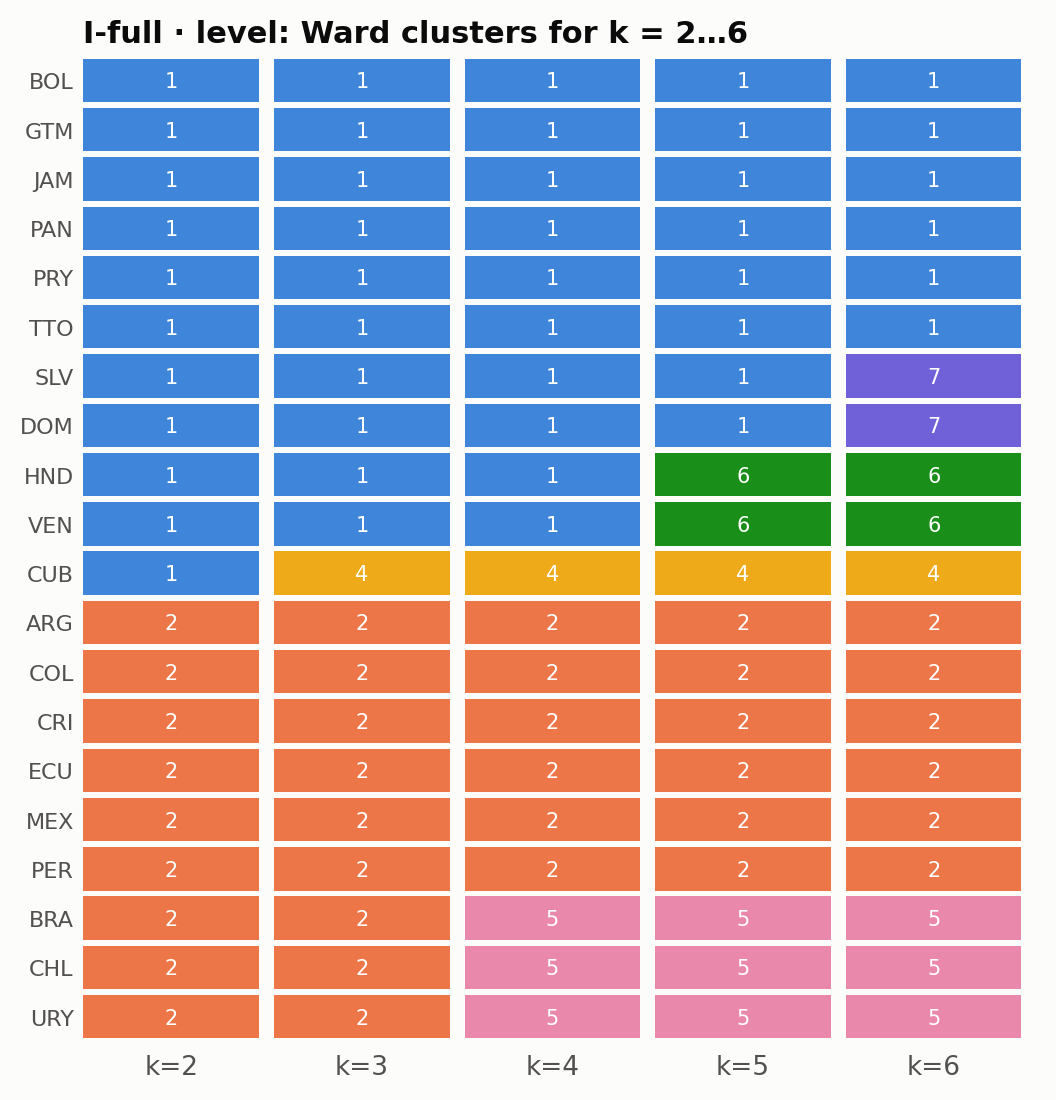 I-full · level: Ward clusters for k = 2…6
BOL 1 1 1 1 1
GTM 1 1 1 1 1
JAM 1 1 1 1 1
PAN 1 1 1 1 1
PRY 1 1 1 1 1
TTO 1 1 1 1 1
SLV 1 1 1 1 7
DOM 1 1 1 1 7
HND 1 1 1 6 6
VEN 1 1 1 6 6
CUB 1 4 4 4 4
ARG 2 2 2 2 2
COL 2 2 2 2 2
CRI 2 2 2 2 2
ECU 2 2 2 2 2
MEX 2 2 2 2 2
PER 2 2 2 2 2
BRA 2 2 5 5 5
CHL 2 2 5 5 5
URY 2 2 5 5 5
k=2 k=3 k=4 k=5 k=6